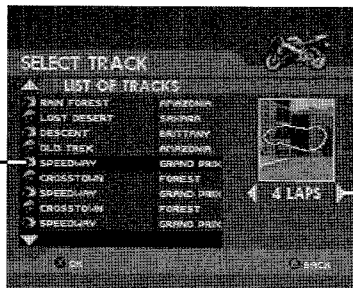 SELECT TRACK
LIST OF TRACKS
RAIN FOREST AMAZONIA
LOST DESERT SAHARA
DESCENT BRITTANY
OLD TREK AMAZONIA
SPEEDWAY GRAND PRIX
CROSSTOWN FOREST
SPEEDWAY GRAND PRIX
CROSSTOWN FOREST
SPEEDWAY GRAND PRIX
4 LAPS
OK
BACK